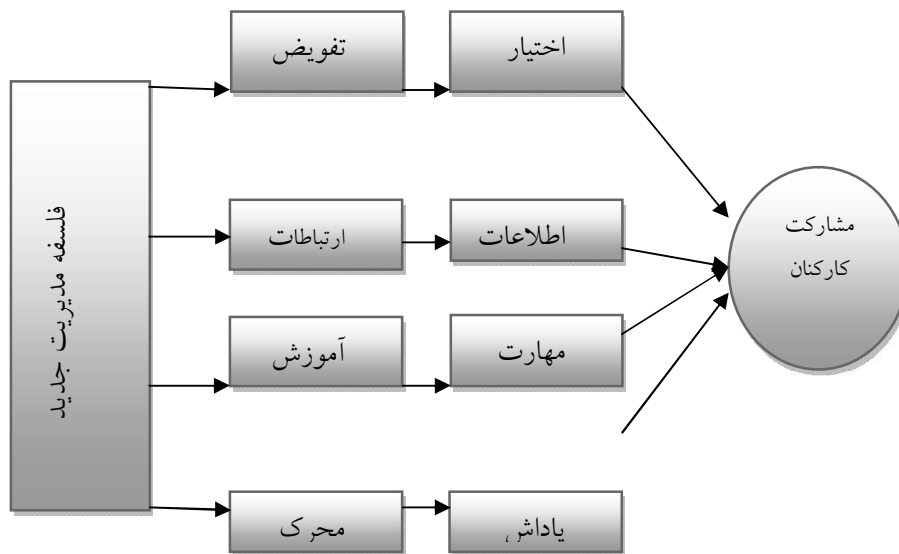 فلسفه مدیریت جدید
تفویض
اختیار
ارتباطات
اطلاعات
آموزش
مهارت
محرک
پاداش
مشارکت
کارکنان